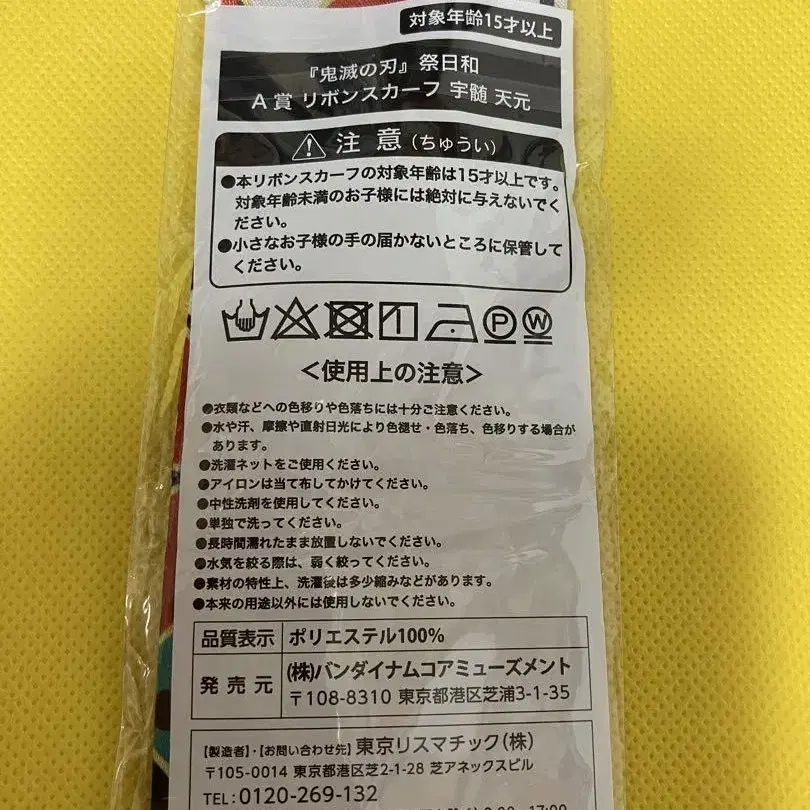 対象年齢15才以上
『鬼滅の刃』祭日和
A賞 リボンスカーフ 宇髄 天元
注意(ちゅうい)
●本リボンスカーフの対象年齢は15才以上です。
対象年齢未満のお子様には絶対に与えないでく
ださい。
●小さなお子様の手の届かないところに保管して
ください。
P W
<使用上の注意>
●衣類などへの色移りや色落ちには十分ご注意ください。
●水や汗、摩擦や直射日光により色褪せ・色落ち、色移りする場合が
あります。
●洗濯ネットをご使用ください。
●アイロンは当て布してかけてください。
●中性洗剤を使用してください。
●単独で洗ってください。
●長時間濡れたまま放置しないでください。
●水気を絞る際は、弱く絞ってください。
●素材の特性上、洗濯後は多少縮みなどがあります。
●本来の用途以外には使用しないでください。
品質表示 ポリエステル100%
発売元 (株)バンダイナムコアミューズメント
〒108-8310 東京都港区芝浦3-1-35
【製造者】・【お問い合わせ先】東京リスマチック(株)
〒105-0014 東京都港区芝2-1-28 芝アネックスビル
TEL:0120-269-132